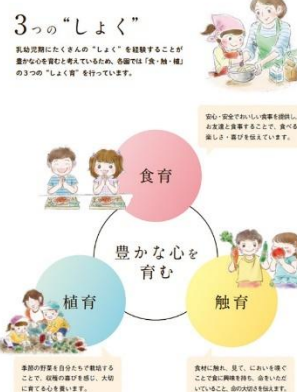 3つの“しょく”
乳幼児期にたくさんの“しょく”を経験することが
豊かな心を育むと考えているため、各園では「食・触・植」
の3つの“しょく育”を行っています。
安心・安全でおいしい食事を提供し、
お友達と食事することで、食べる
楽しさ・喜びを伝えています。
食育
豊かな心を
育む
植育
触育
季節の野菜を自分たちで栽培する
ことで、収穫の喜びを感じ、大切
に育てる心を養います。
食材に触れ、見て、においを嗅ぐ
ことで食に興味を持ち、命をいただ
いていること、命の大切さを伝えます。